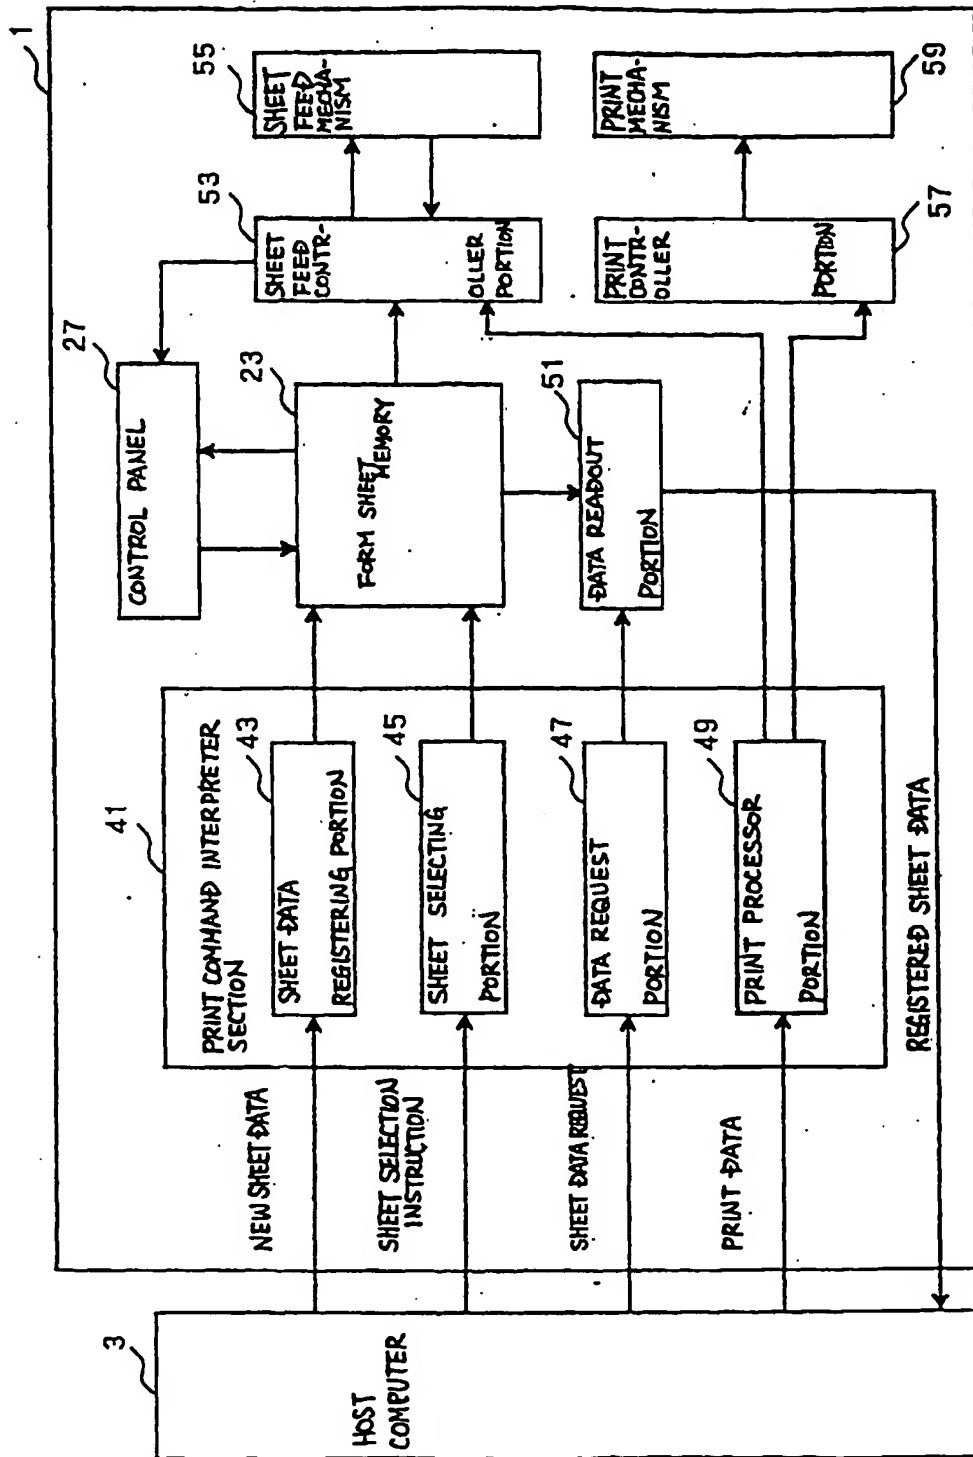 1
3
HOST
COMPUTER
NEW SHEET DATA
SHEET SELECTION
INSTRUCTION
SHEET DATA REQUEST
PRINT DATA
REGISTERED SHEET DATA
41
PRINT COMMAND INTERPRETER
SECTION
43
SHEET DATA
REGISTERING PORTION
45
SHEET SELECTING
PORTION
47
DATA REQUEST
PORTION
49
PRINT PROCESSOR
PORTION
27
CONTROL PANEL
23
FORM SHEET
MEMORY
51
DATA READOUT
PORTION
53
SHEET
FEED
CONTR-
OLLER
PORTION
55
SHEET
FEED
MECHA-
NISM
57
PRINT
CONTR-
OLLER
PORTION
59
PRINT
MECHA-
NISM